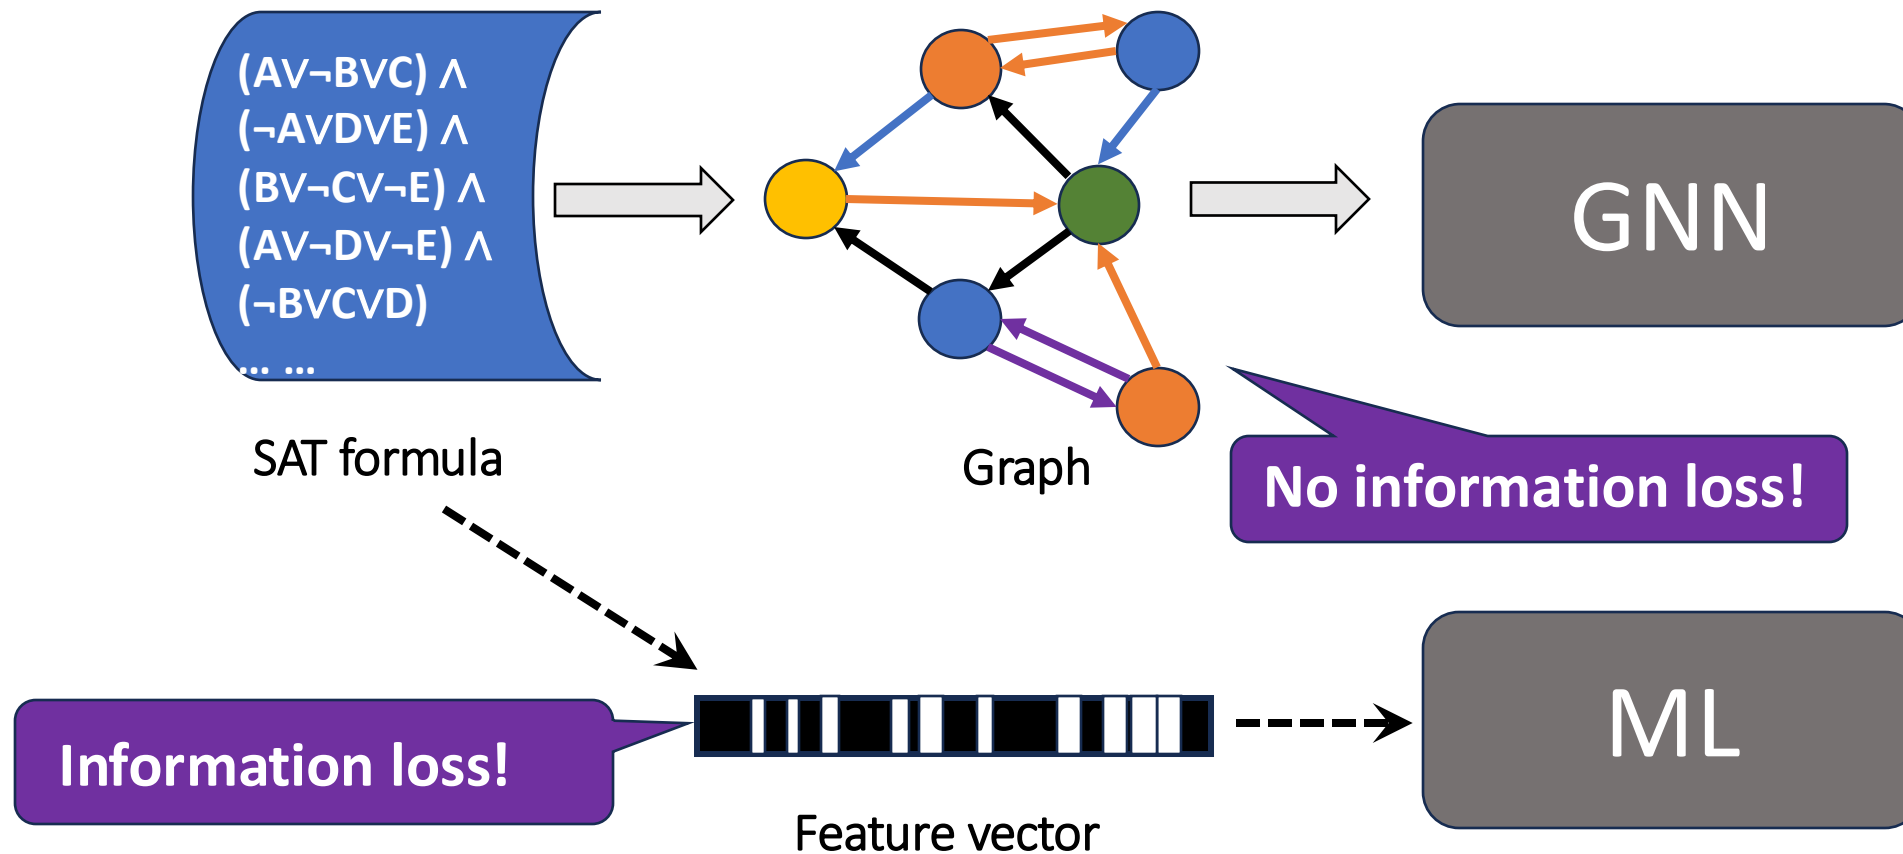 (A∨¬B∨C) ∧
(¬A∨D∨E) ∧
(B∨¬C∨¬E) ∧
(A∨¬D∨¬E) ∧
(¬B∨C∨D)
... ...
SAT formula
Graph
GNN
No information loss!
Information loss!
Feature vector
ML